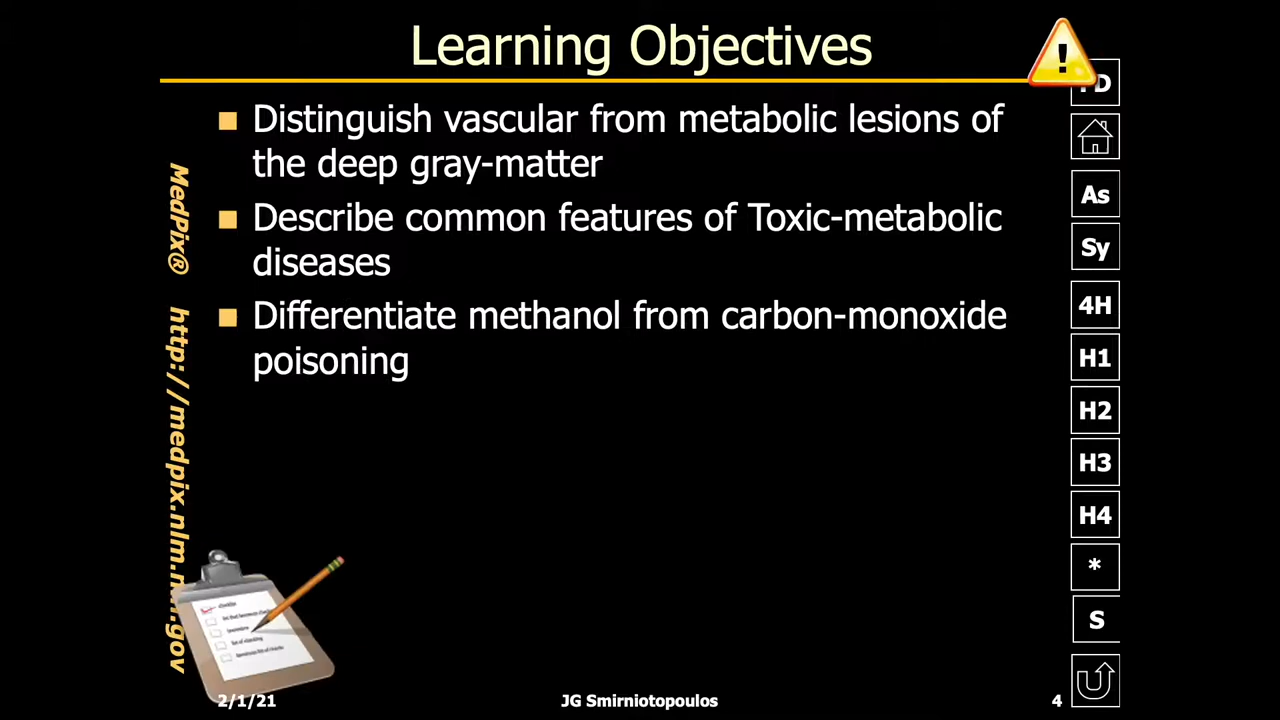 Learning Objectives
Distinguish vascular from metabolic lesions of
the deep gray-matter
Describe common features of Toxic-metabolic
diseases
Differentiate methanol from carbon-monoxide
poisoning
MedPix® http://medpix.nlm.
.gov
!
D
As
Sy
4H
H1
H2
H3
H4
*
S
checklist
2/1/21
JG Smirniotopoulos
4